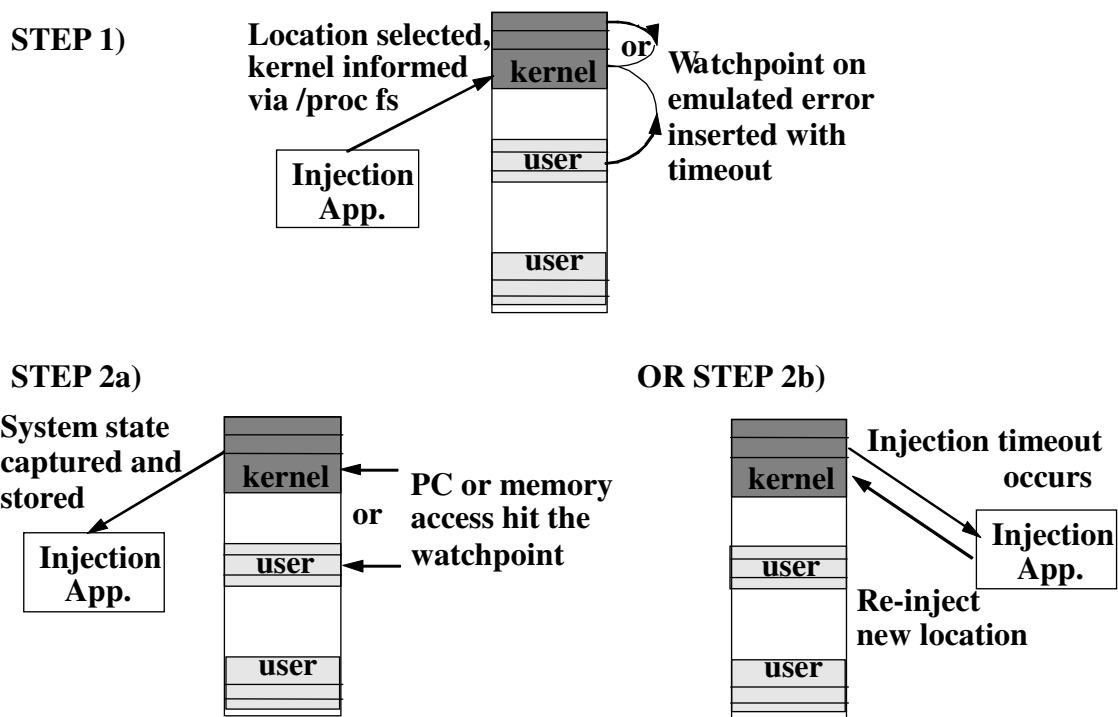 STEP 1)
Location selected,
kernel informed
via /proc fs
Injection
App.
kernel
or
user
user
Watchpoint on
emulated error
inserted with
timeout
STEP 2a)
System state
captured and
stored
Injection
App.
kernel
or
user
user
PC or memory
access hit the
watchpoint
OR STEP 2b)
kernel
user
user
Injection timeout
occurs
Injection
App.
Re-inject
new location